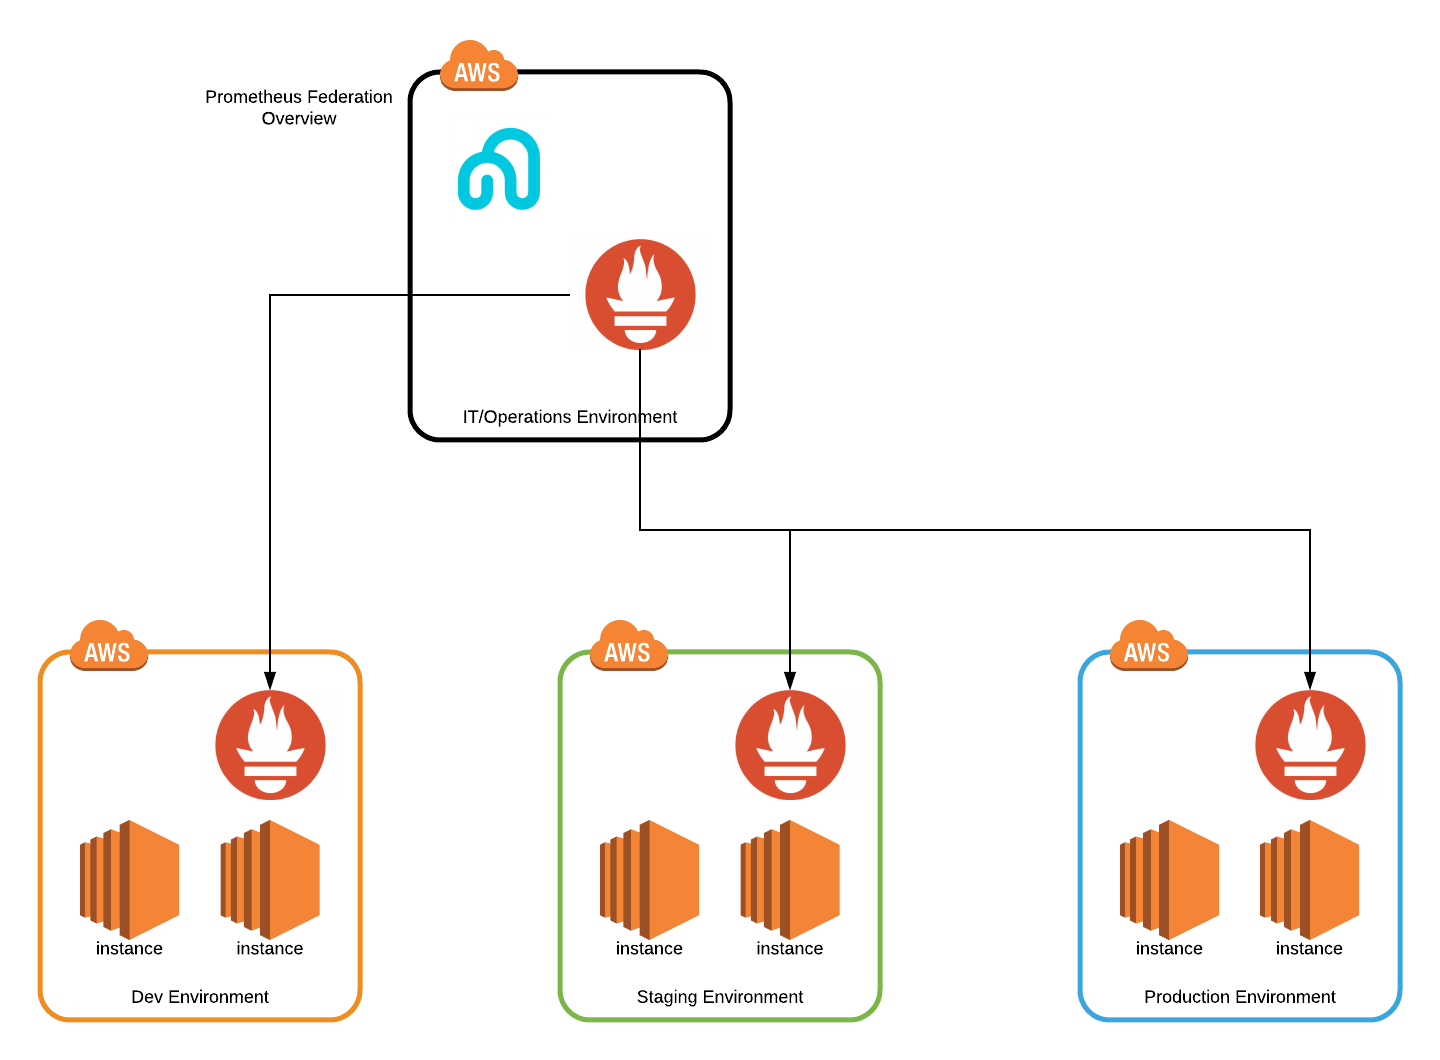 AWS
Prometheus Federation
Overview
IT/Operations Environment
AWS
AWS
AWS
instance
instance
instance
instance
instance
instance
Dev Environment
Staging Environment
Production Environment